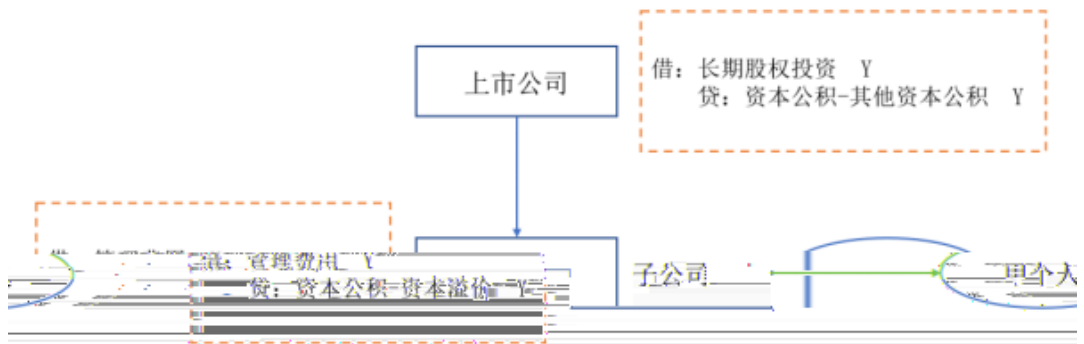 上市公司
借：长期股权投资 Y
贷：资本公积-其他资本公积 Y
管理费用 Y
贷：资本公积-资本溢价 Y
子公司